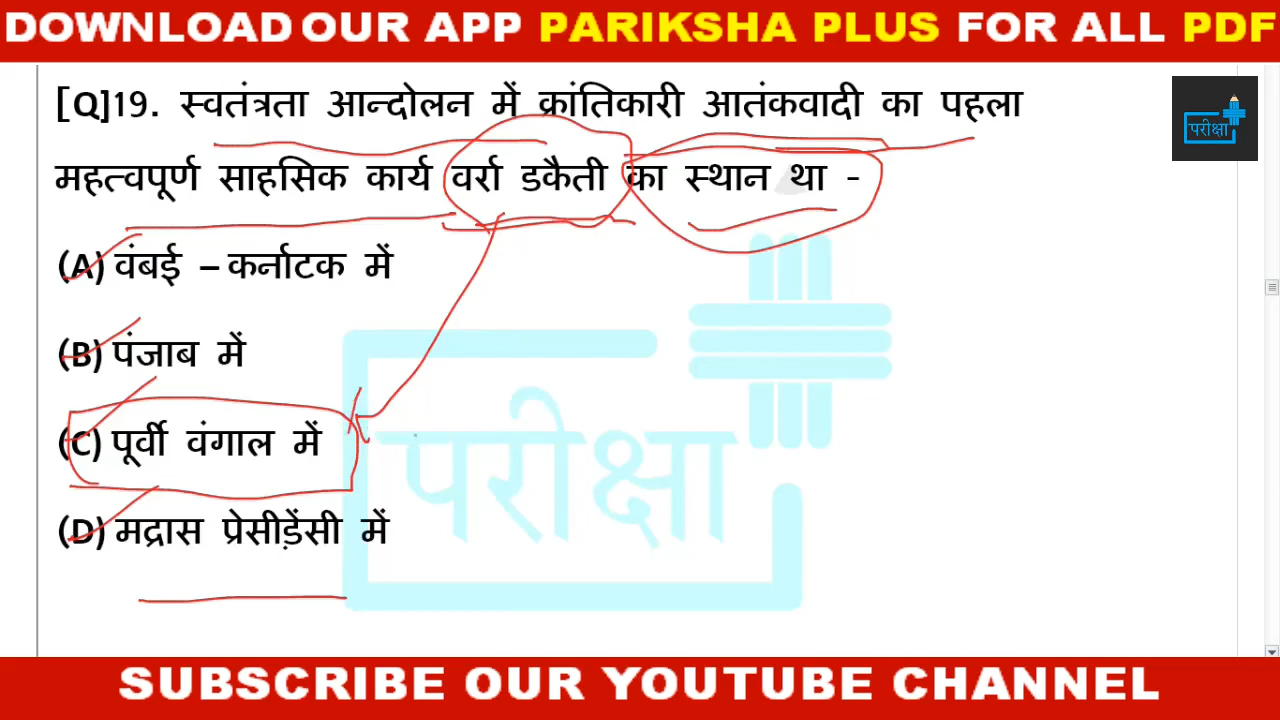 DOWNLOAD OUR APP PARIKSHA PLUS FOR ALL PDF
[Q]19. स्वतंत्रता आन्दोलन में क्रांतिकारी आतंकवादी का पहला
परीक्षा
महत्वपूर्ण साहसिक कार्य वर्रा डकैती का स्थान था -
(A) वंबई – कर्नाटक में
(B) पंजाब में
(C) पूर्वी वंगाल में
परीक्षा
(D) मद्रास प्रेसीड़ेंसी में
SUBSCRIBE OUR YOUTUBE CHANNEL